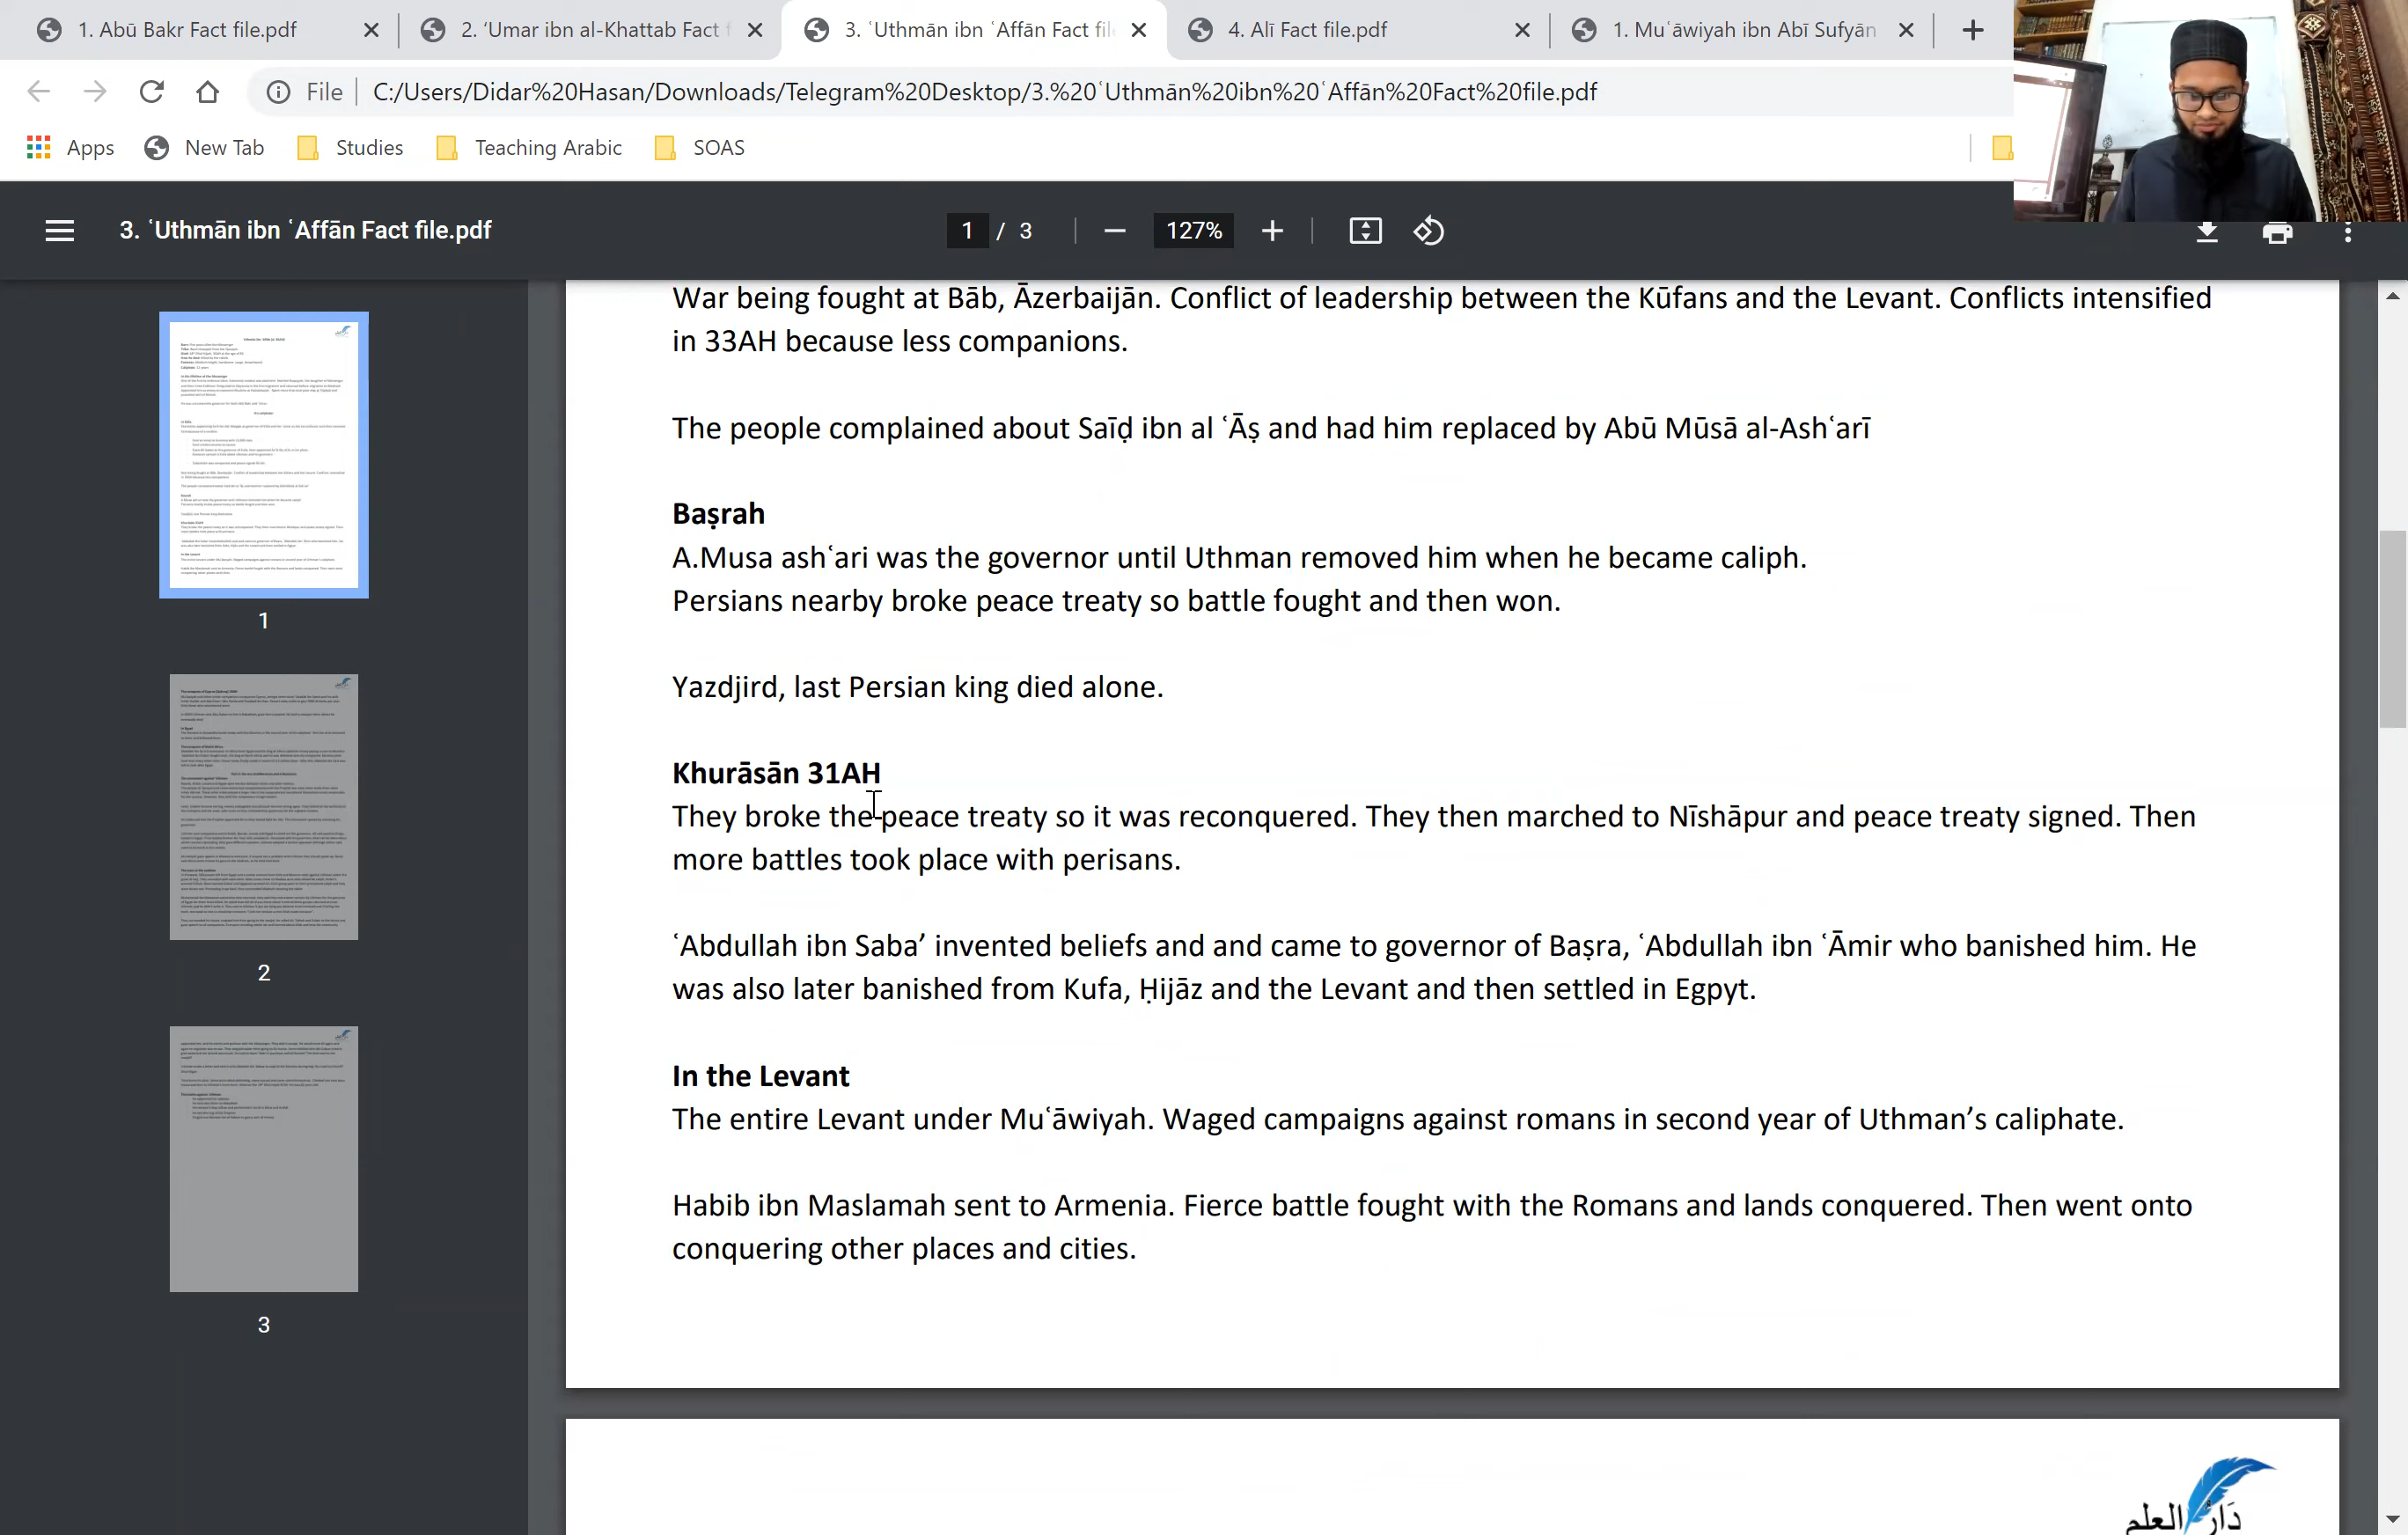 1. Abū Bakr Fact file.pdf
2. ‘Umar ibn al-Khattab Fact f
3. ʿUthmān ibn ʿAffān Fact fil
4. Alī Fact file.pdf
1. Muʿāwiyah ibn Abī Sufyān
File
C:/Users/Didar%20Hasan/Downloads/Telegram%20Desktop/3.%20ʿUthmān%20ibn%20ʿAffān%20Fact%20file.pdf
Apps
New Tab
Studies
Teaching Arabic
SOAS
3. ʿUthmān ibn ʿAffān Fact file.pdf
1 / 3
127%
War being fought at Bāb, Āzerbaijān. Conflict of leadership between the Kūfans and the Levant. Conflicts intensified
in 33AH because less companions.
The people complained about Saīḍ ibn al ʿĀṣ and had him replaced by Abū Mūsā al-Ashʿarī
Baṣrah
A.Musa ashʿari was the governor until Uthman removed him when he became caliph.
Persians nearby broke peace treaty so battle fought and then won.
Yazdjird, last Persian king died alone.
Khurāsān 31AH
They broke the peace treaty so it was reconquered. They then marched to Nīshāpur and peace treaty signed. Then
more battles took place with perisans.
ʿAbdullah ibn Saba’ invented beliefs and and came to governor of Baṣra, ʿAbdullah ibn ʿĀmir who banished him. He
was also later banished from Kufa, Ḥijāz and the Levant and then settled in Egpyt.
In the Levant
The entire Levant under Muʿāwiyah. Waged campaigns against romans in second year of Uthman’s caliphate.
Habib ibn Maslamah sent to Armenia. Fierce battle fought with the Romans and lands conquered. Then went onto
conquering other places and cities.
دَارُ العلم
1
2
3